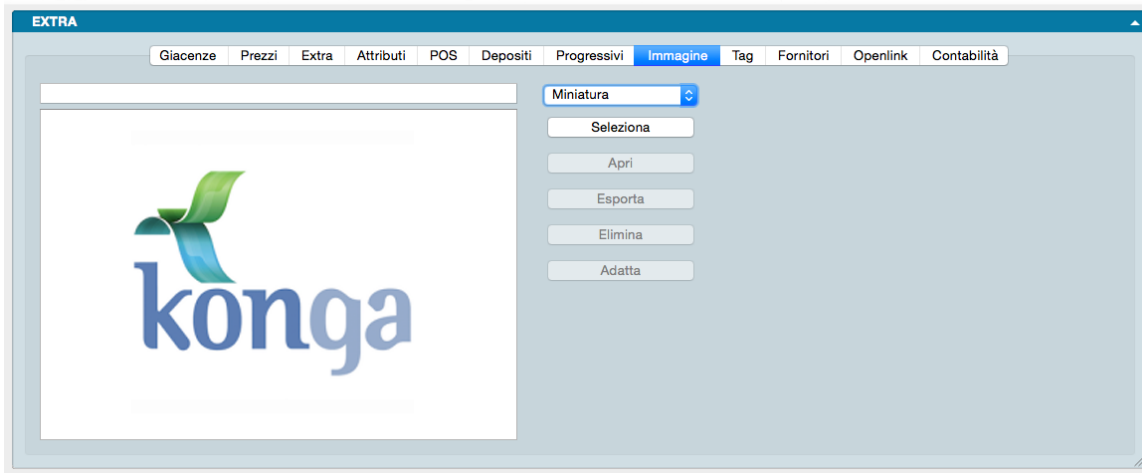 EXTRA
Giacenze Prezzi Extra Attributi POS Depositi Progressivi Immagine Tag Fornitori Openlink Contabilità
Miniatura
Seleziona
Apri
Esporta
Elimina
Adatta
konga